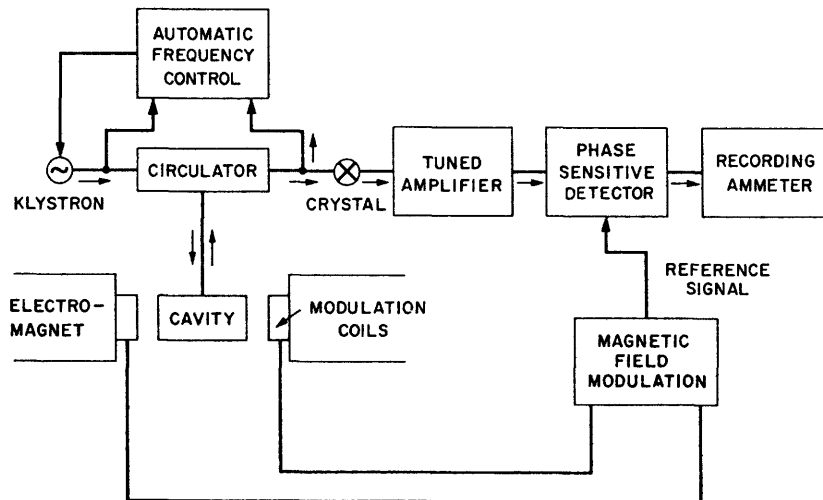 AUTOMATIC
FREQUENCY
CONTROL
KLYSTRON
CIRCULATOR
CRYSTAL
TUNED
AMPLIFIER
PHASE
SENSITIVE
DETECTOR
RECORDING
AMMETER
REFERENCE
SIGNAL
ELECTRO-
MAGNET
CAVITY
MODULATION
COILS
MAGNETIC
FIELD
MODULATION